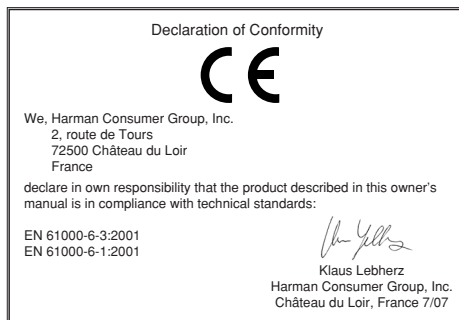 Declaration of Conformity
CE
We, Harman Consumer Group, Inc.
2, route de Tours
72500 Château du Loir
France
declare in own responsibility that the product described in this owner's
manual is in compliance with technical standards:
EN 61000-6-3:2001
EN 61000-6-1:2001
Klaus Lebherz
Harman Consumer Group, Inc.
Château du Loir, France 7/07